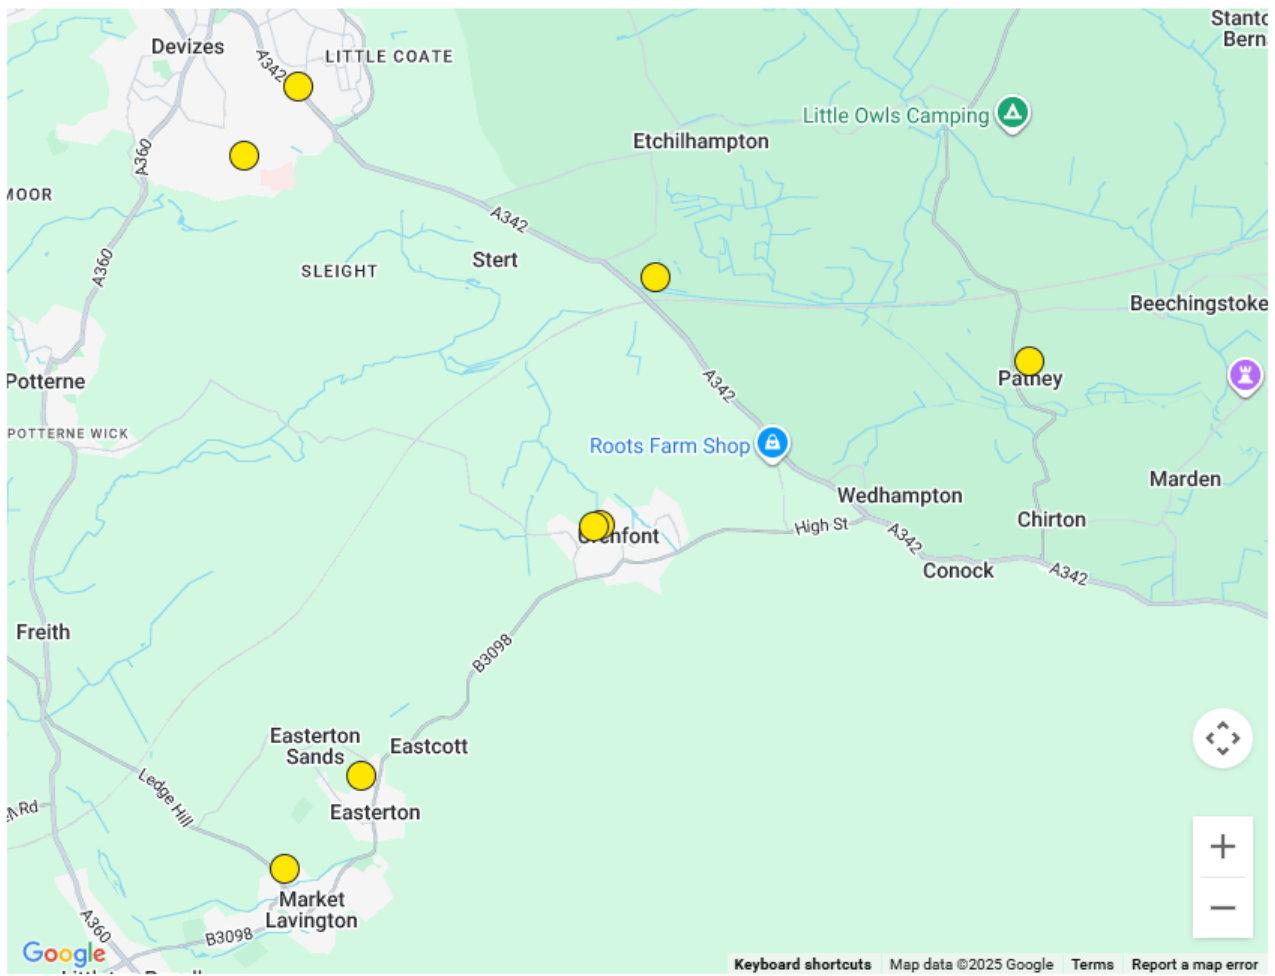 Stanto
Bern
Devizes
LITTLE COATE
A342
Little Owls Camping
Etchilhampton
A360
MOOR
A342
Stert
SLEIGHT
A360
Beechingstoke
Potterne
Patney
A342
POTTERNE WICK
Roots Farm Shop
Marden
Wedhampton
High St
Chirton
Urchfont
A342
Conock
A342
Freith
B3098
Easterton
Sands
Eastcott
Ledge Hill
Rd
Easterton
Market
Lavington
A360
B3098
Google
Keyboard shortcuts Map data ©2025 Google Terms Report a map error